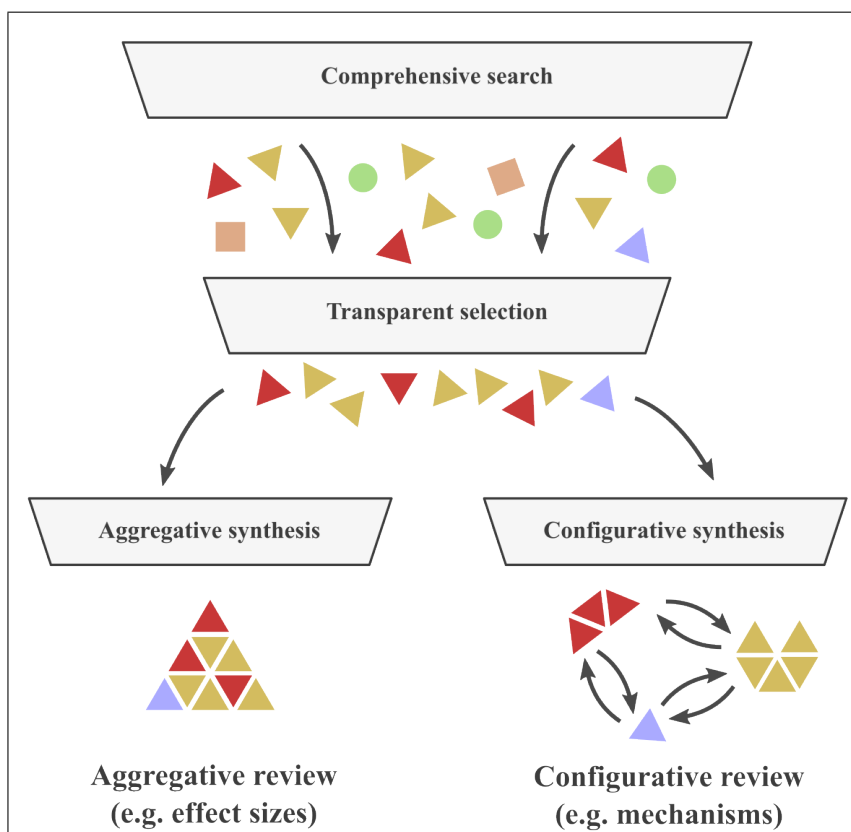 Comprehensive search
Transparent selection
Aggregative synthesis
Configurative synthesis
Aggregative review
(e.g. effect sizes)
Configurative review
(e.g. mechanisms)